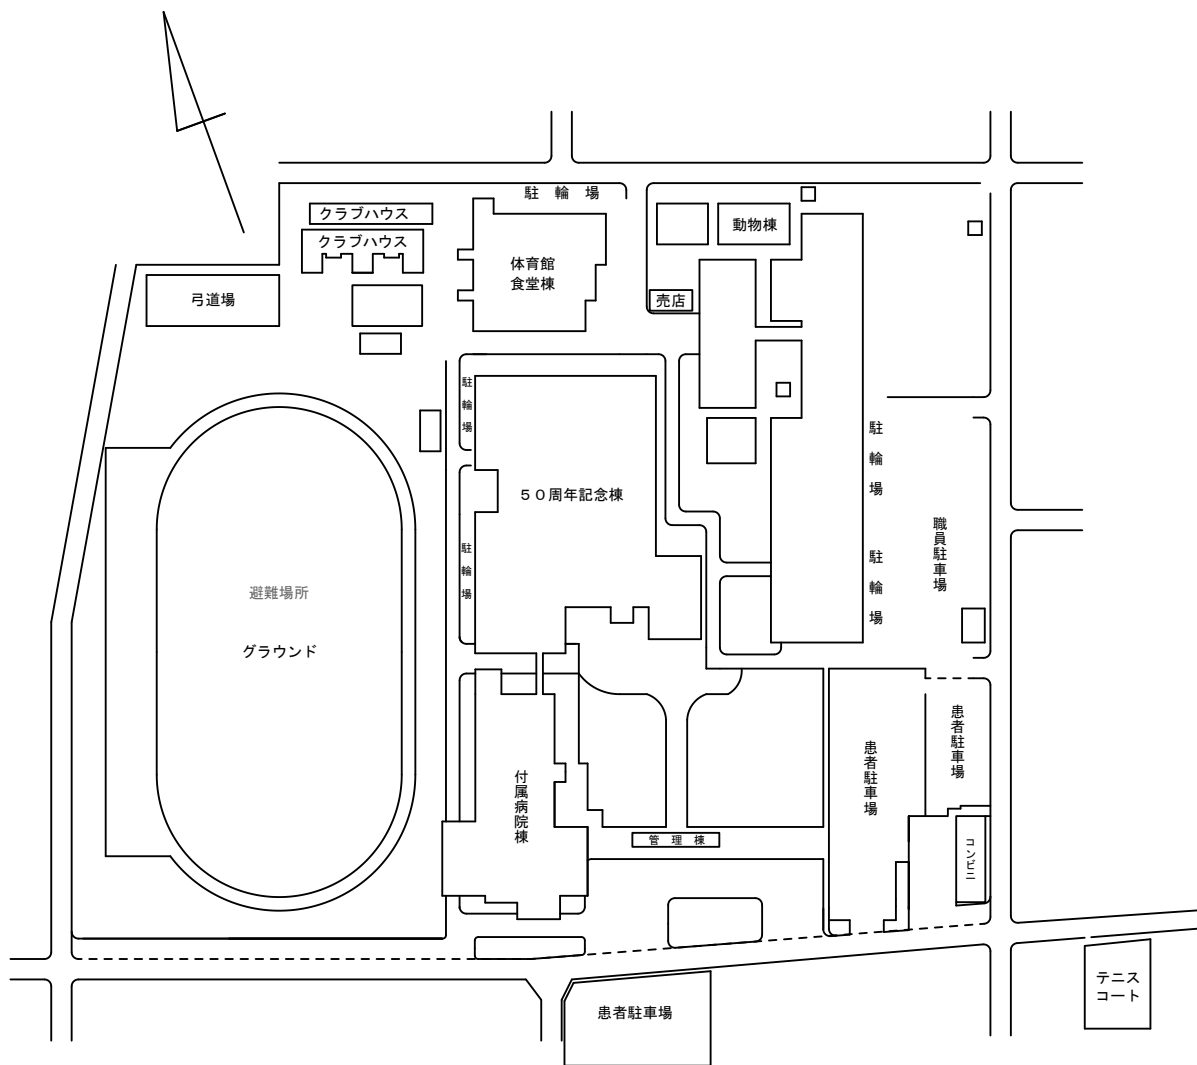 駐輪場
クラブハウス
動物棟
クラブハウス
体育館
食堂棟
弓道場
売店
駐輪場
駐輪場
５０周年記念棟
職員駐車場
駐輪場
駐輪場
避難場所
グラウンド
患者駐車場
患者駐車場
付属病院棟
管理棟
コンビニ
テニス
コート
患者駐車場